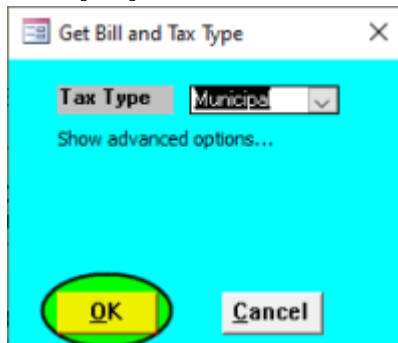 Get Bill and Tax Type
Tax Type Municipal
Show advanced options...
OK Cancel